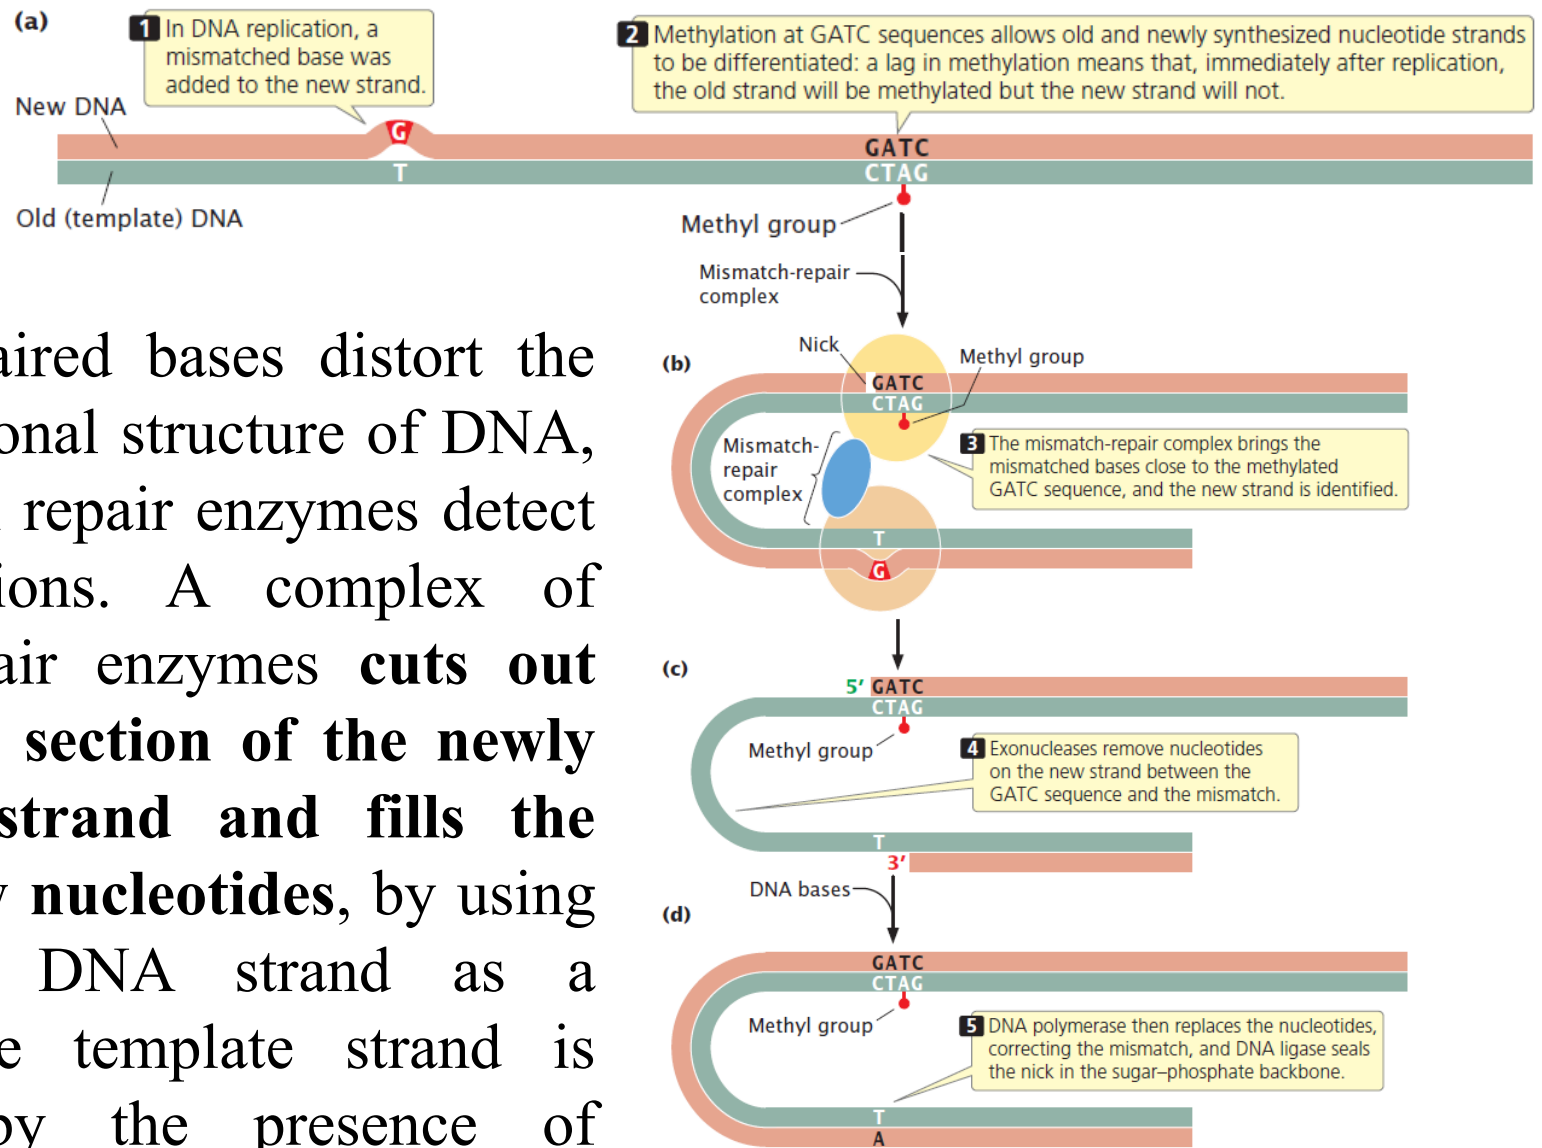 (a)
1 In DNA replication, a
mismatched base was
added to the new strand.
2 Methylation at GATC sequences allows old and newly synthesized nucleotide strands
to be differentiated: a lag in methylation means that, immediately after replication,
the old strand will be methylated but the new strand will not.
New DNA
G
GATC
T
CTAG
Old (template) DNA
Methyl group
Mismatch-repair
complex
aired bases distort the
onal structure of DNA,
repair enzymes detect
ions. A complex of
air enzymes cuts out
section of the newly
strand and fills the
nucleotides, by using
DNA strand as a
e template strand is
by the presence of
(b)
Nick
Methyl group
GATC
CTAG
Mismatch-
repair
complex
3 The mismatch-repair complex brings the
mismatched bases close to the methylated
GATC sequence, and the new strand is identified.
T
G
(c)
5′ GATC
CTAG
Methyl group
4 Exonucleases remove nucleotides
on the new strand between the
GATC sequence and the mismatch.
T
3′
DNA bases
(d)
GATC
CTAG
Methyl group
5 DNA polymerase then replaces the nucleotides,
correcting the mismatch, and DNA ligase seals
the nick in the sugar–phosphate backbone.
T
A